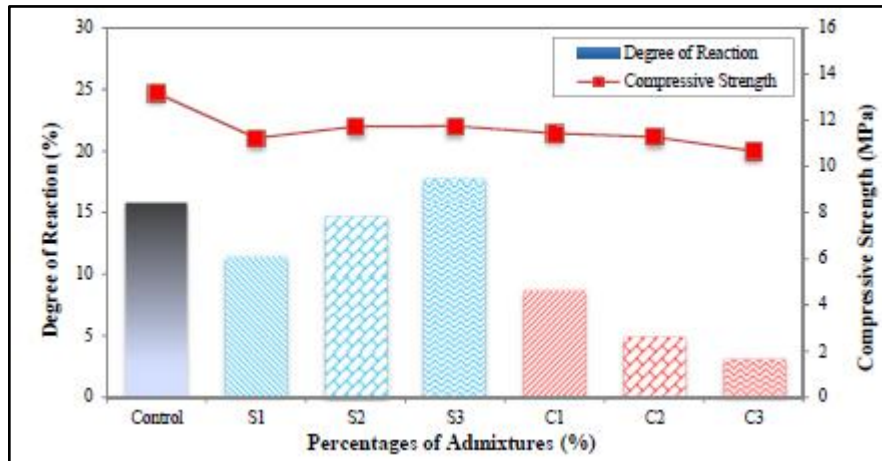 30
25
20
15
10
5
0
Degree of Reaction (%)
Degree of Reaction
Compressive Strength
16
14
12
10
8
6
4
2
0
Compressive Strength (MPa)
Control S1 S2 S3 C1 C2 C3
Percentages of Admixtures (%)